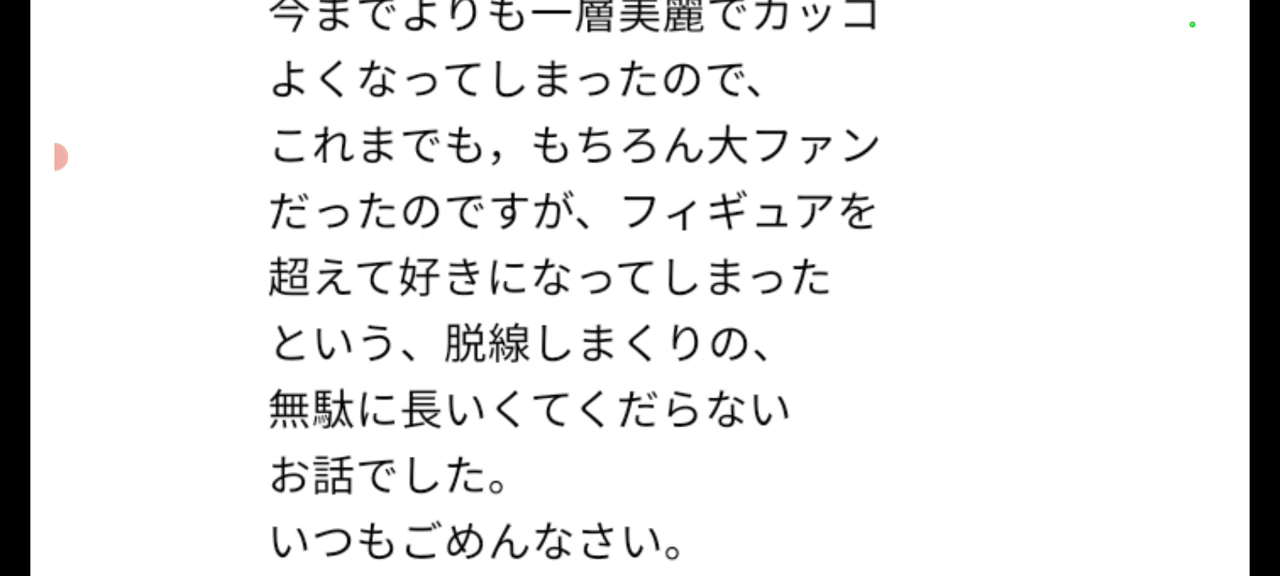 今までよりも一層美麗でカッコ
よくなってしまったので、
これまでも，もちろん大ファン
だったのですが、フィギュアを
超えて好きになってしまった
という、脱線しまくりの、
無駄に長いくてくだらない
お話でした。
いつもごめんなさい。